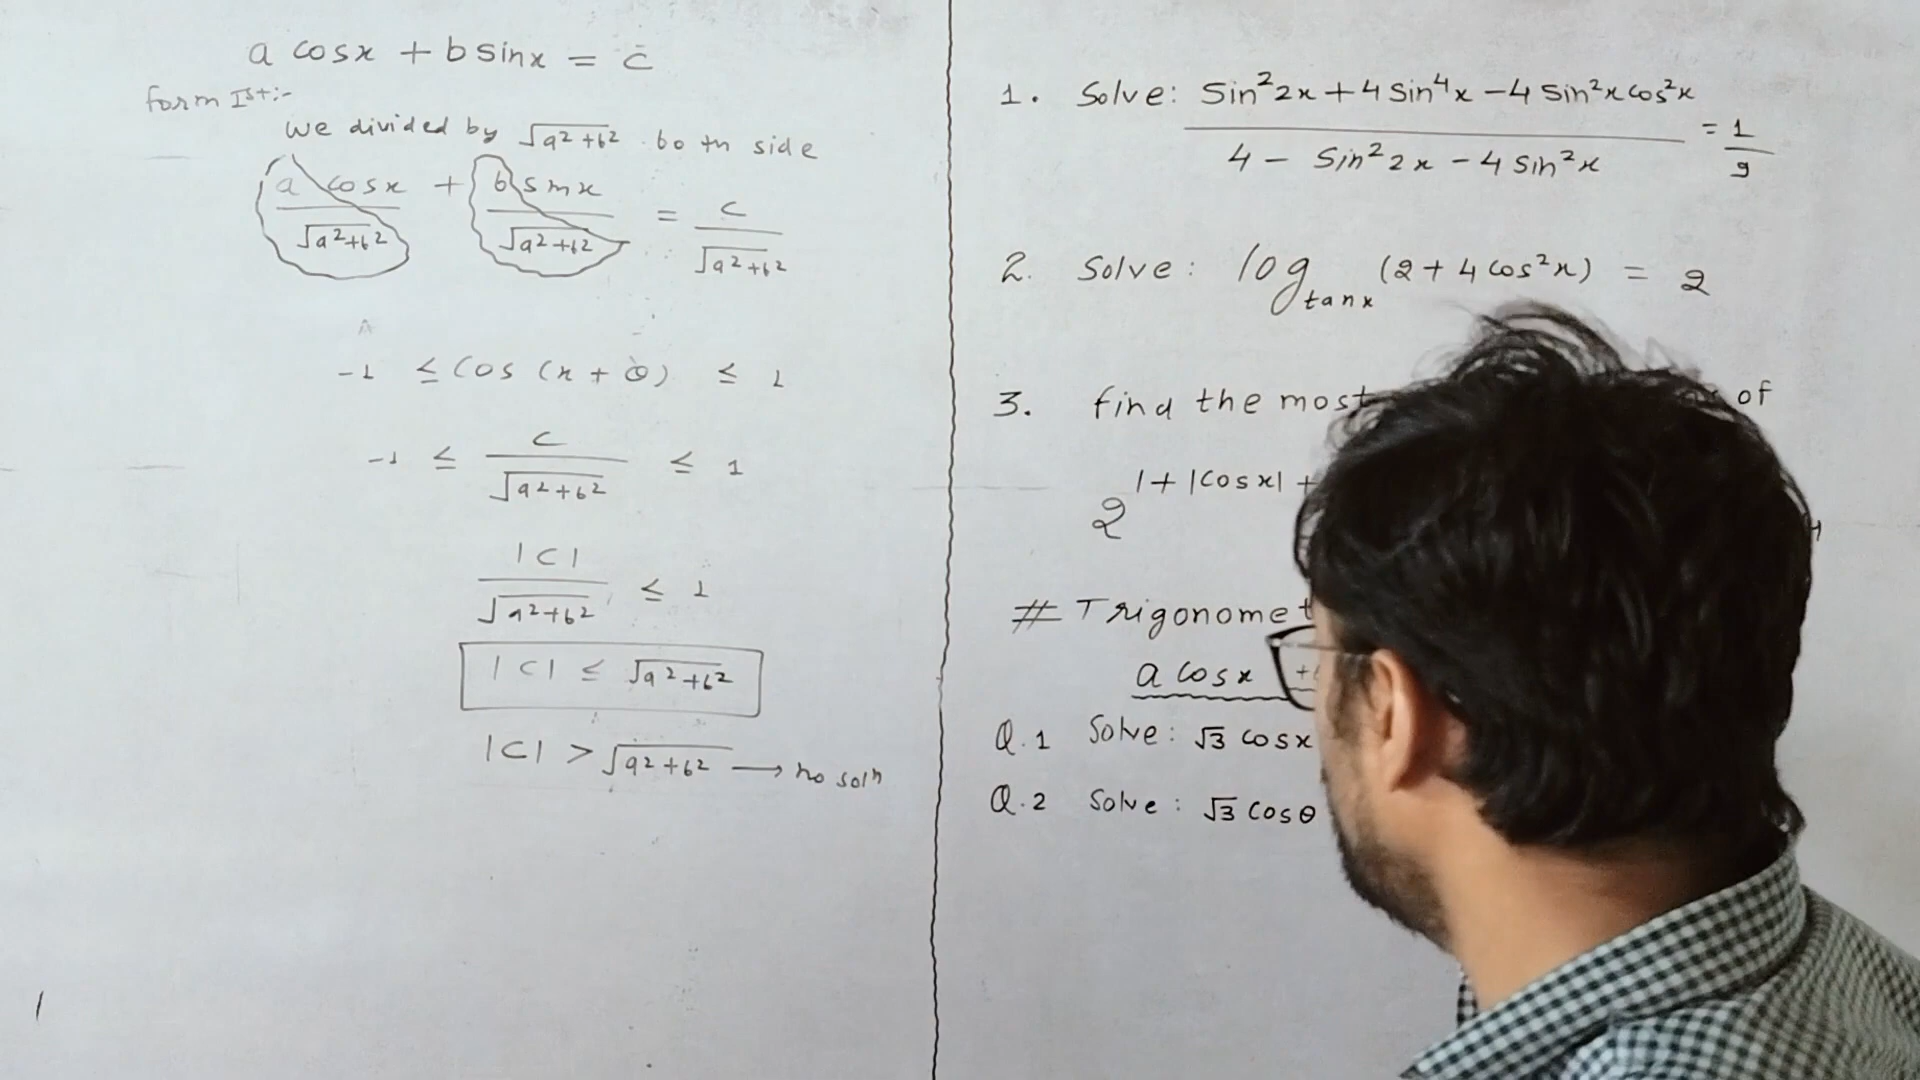 a cosx + b sinx = c
form Ist:-
we divided by √a²+b² both side
a cosx/√a²+b² + b sinx/√a²+b² = c/√a²+b²
-1 ≤ cos (x + θ) ≤ 1
-1 ≤ c/√a²+b² ≤ 1
|c|/√a²+b² ≤ 1
|c| ≤ √a²+b²
|c| > √a²+b² → no solⁿ
1. Solve: sin²2x + 4 sin⁴x - 4 sin²x cos²x / 4 - sin²2x - 4 sin²x = 1/9
2. Solve: log tanx (2 + 4 cos²x) = 2
3. find the most of
2 1+|cosx|+
# Trigonomet
a cosx +
Q.1 Solve: √3 cosx
Q.2 Solve: √3 cosθ